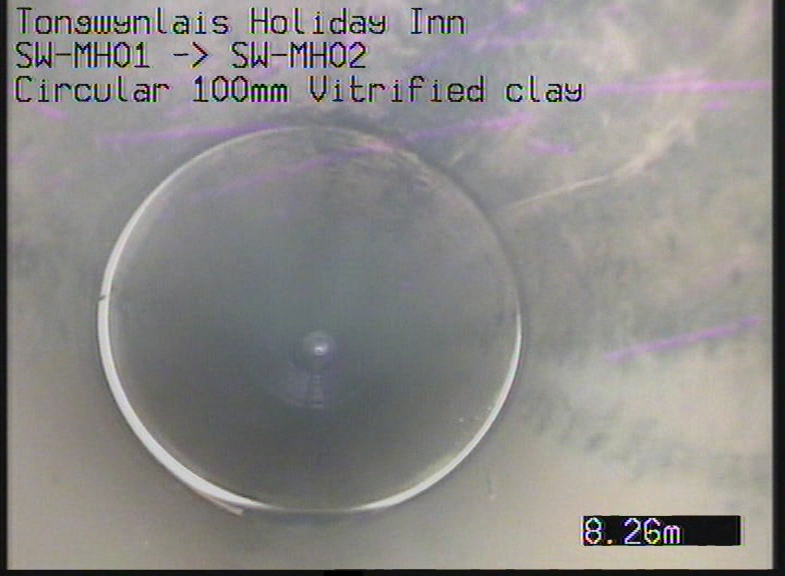 Tongwynlais Holiday Inn
SW-MH01 -> SW-MH02
Circular 100mm Vitrified clay
8.26m